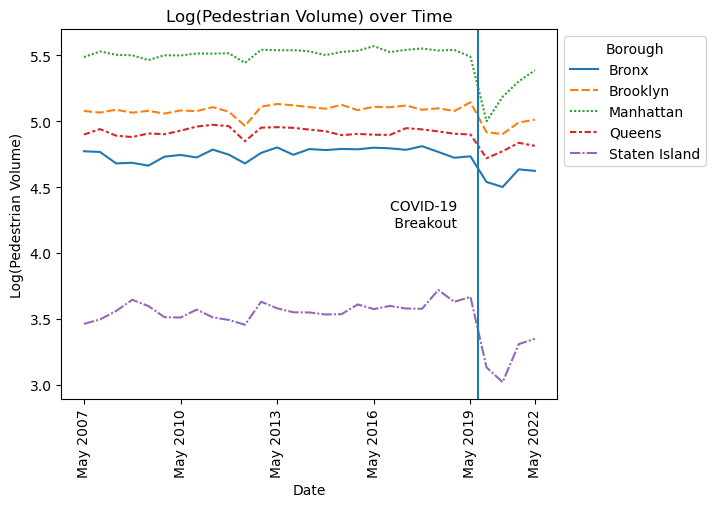 Log(Pedestrian Volume) over Time
Log(Pedestrian Volume)
5.5
5.0
4.5
4.0
3.5
3.0
COVID-19
Breakout
May 2007
May 2010
May 2013
May 2016
May 2019
May 2022
Date
Borough
Bronx
Brooklyn
Manhattan
Queens
Staten Island